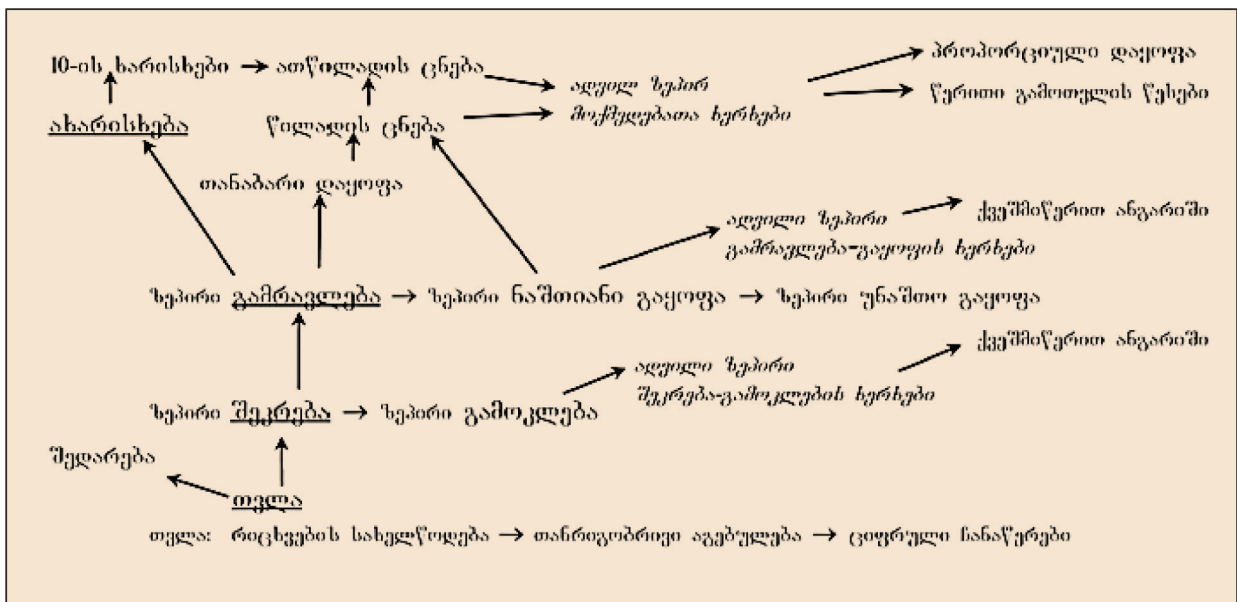 პროპორციული დაყოფა
10-ის ხარისხები → ათწილადის ცნება
ადვილ ზეპირ
წერითი გამოთვლის წესები
მოქმედებათა ხერხები
ახარისხება
წილადის ცნება
თანაბარი დაყოფა
ადვილი ზეპირი
გამრავლება-გაყოფის ხერხები
ქვეშმიწერით ანგარიში
ზეპირი გამრავლება → ზეპირი ნაშთიანი გაყოფა → ზეპირი უნაშთო გაყოფა
ქვეშმიწერით ანგარიში
ადვილი ზეპირი
შეკრება-გამოკლების ხერხები
ზეპირი შეკრება → ზეპირი გამოკლება
შედარება
თვლა
თვლა: რიცხვების სახელწოდება → თანრიგობრივი აგებულება → ციფრული ჩანაწერები